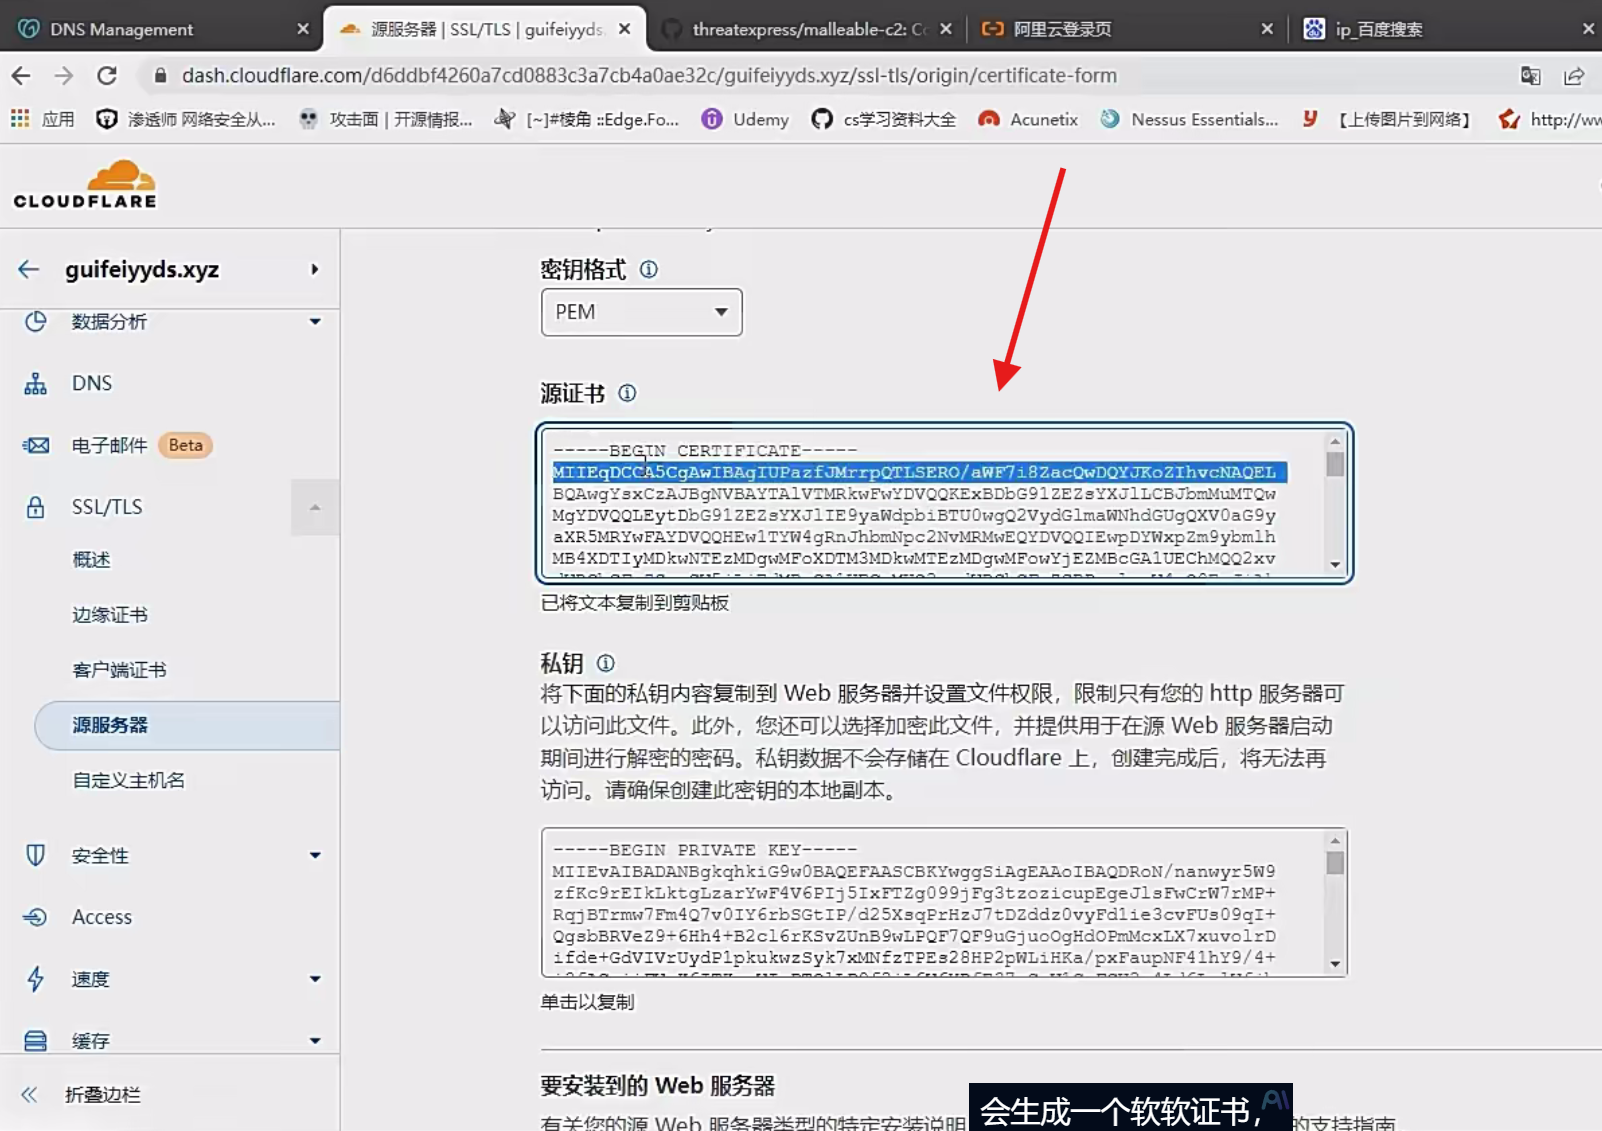 DNS Management
源服务器 | SSL/TLS | guifeiyyds.
threatexpress/malleable-c2: Co
阿里云登录页
ip_百度搜索
dash.cloudflare.com/d6ddbf4260a7cd0883c3a7cb4a0ae32c/guifeiyyds.xyz/ssl-tls/origin/certificate-form
应用
渗透师 网络安全从...
攻击面 | 开源情报...
[~]#棱角 ::Edge.Fo...
Udemy
cs学习资料大全
Acunetix
Nessus Essentials...
【上传图片到网络】
http://ww
CLOUDFLARE
guifeiyyds.xyz
数据分析
DNS
电子邮件 Beta
SSL/TLS
概述
边缘证书
客户端证书
源服务器
自定义主机名
安全性
Access
速度
缓存
折叠边栏
密钥格式
PEM
源证书
-----BEGIN CERTIFICATE-----
MIIEqDCCA5CgAwIBAgIUPazfJMrrpQTLSERO/aWF7i8ZacQwDQYJKoZIhvcNAQEL
BQAwgYsxCzAJBgNVBAYTAlVTMRkwFwYDVQQKExBDbG91ZEZsYXJlLCBJbmMuMTQw
MgYDVQQLEytDbG91ZEZsYXJlIE9yaWdpbiBTU0wgQ2VydGlmaWNhdGUgQXV0aG9y
aXR5MRYwFAYDVQQHEw1TYW4gRnJhbmNpc2NvMRMwEQYDVQQIEwpDYWxpZm9ybmlh
MB4XDTIyMDkwNTEzMDgwMFoXDTM3MDkwMTEzMDgwMFowYjEZMBcGA1UEChMQQ2xv
已将文本复制到剪贴板
私钥
将下面的私钥内容复制到 Web 服务器并设置文件权限，限制只有您的 http 服务器可
以访问此文件。此外，您还可以选择加密此文件，并提供用于在源 Web 服务器启动
期间进行解密的密码。私钥数据不会存储在 Cloudflare 上，创建完成后，将无法再
访问。请确保创建此密钥的本地副本。
-----BEGIN PRIVATE KEY-----
MIIEvAIBADANBgkqhkiG9w0BAQEFAASCBKYwggSiAgEAAoIBAQDRoN/nanwyr5W9
zfKc9rEIkLktgLzarYwF4V6PIj5IxFTZg099jFg3tzozicupEgeJlsFwCrW7rMP+
RqjBTrmw7Fm4Q7v0IY6rbSGtIP/d25XsqPrHzJ7tDZddz0vyFdlie3cvFUs09qI+
QgsbBRVeZ9+6Hh4+B2cl6rKSvZUnB9wLPQF7QF9uGjuoOgHdOPmMcxLX7xuvolrD
ifde+GdVIVrUydP1pkukwzSyk7xMNfzTPEs28HP2pWLiHKa/pxFaupNF41hY9/4+
单击以复制
要安装到的 Web 服务器
有关您的源 Web 服务器类型的特定安装说明
的支持指南
会生成一个软软证书，
AI